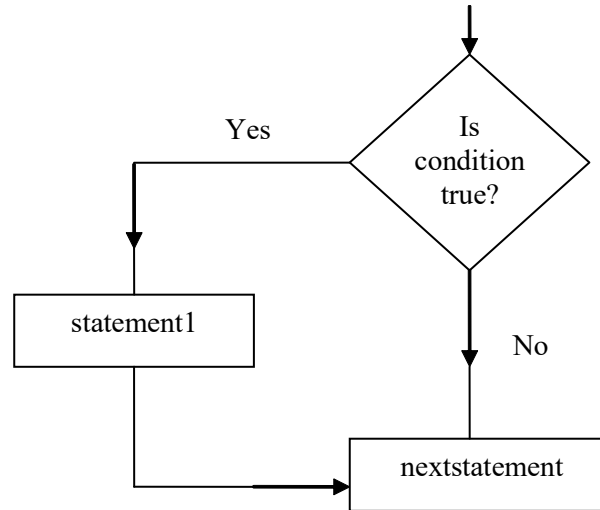 Is
condition
true?
Yes
statement1
No
nextstatement